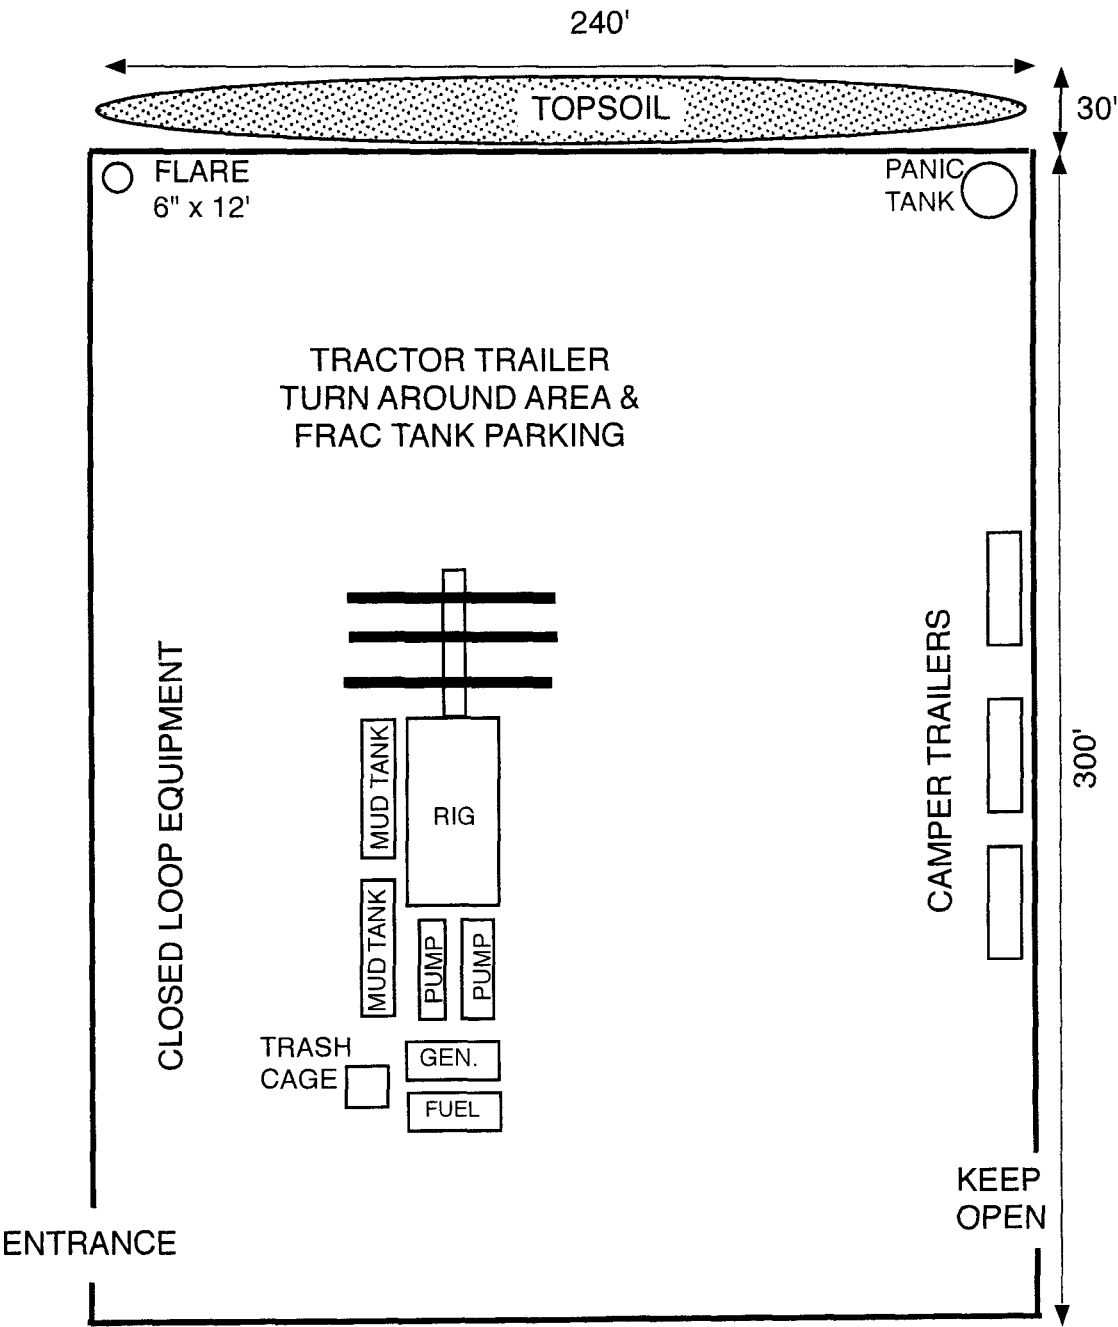 240'
TOPSOIL
30'
FLARE
6" x 12'
PANIC
TANK
TRACTOR TRAILER
TURN AROUND AREA &
FRAC TANK PARKING
CLOSED LOOP EQUIPMENT
MUD TANK
RIG
CAMPER TRAILERS
300'
MUD TANK
PUMP
PUMP
TRASH
CAGE
GEN.
FUEL
KEEP
OPEN
ENTRANCE